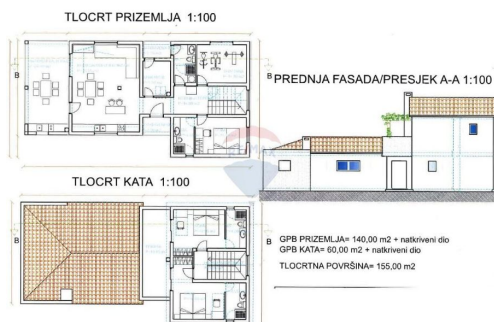 TLOCRT PRIZEMLJA 1:100
B
B
PREDNJA FASADA/PRESJEK A-A 1:100
TLOCRT KATA 1:100
B
B
GPB PRIZEMLJA= 140,00 m2 + natkriveni dio
GPB KATA= 60,00 m2 + natkriveni dio
TLOCRTNA POVRŠINA= 155,00 m2